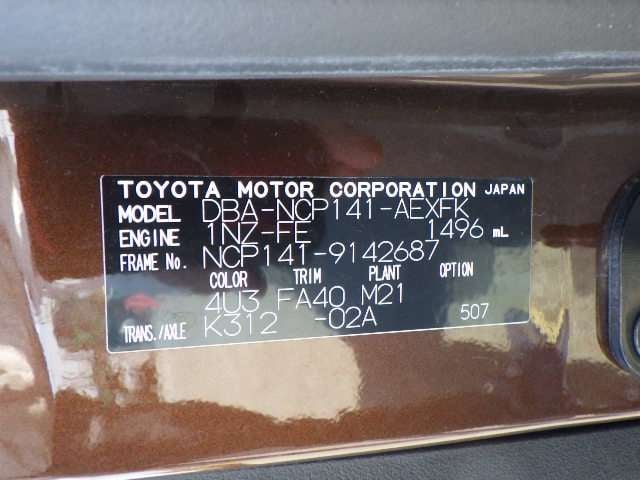 TOYOTA MOTOR CORPORATION JAPAN
MODEL DBA-NCP141-AEXFK
ENGINE 1NZ-FE 1496 mL
FRAME No. NCP141-9142687
COLOR TRIM PLANT OPTION
4U3 FA40 M21
TRANS./AXLE K312 -02A 507